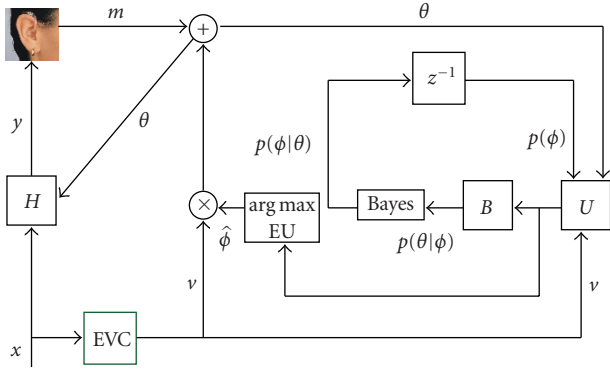 m
+
θ
y
θ
z⁻¹
p(ϕ|θ)
p(ϕ)
H
×
arg max
EU
Bayes
B
U
ϕ̂
p(θ|ϕ)
ν
ν
x
EVC